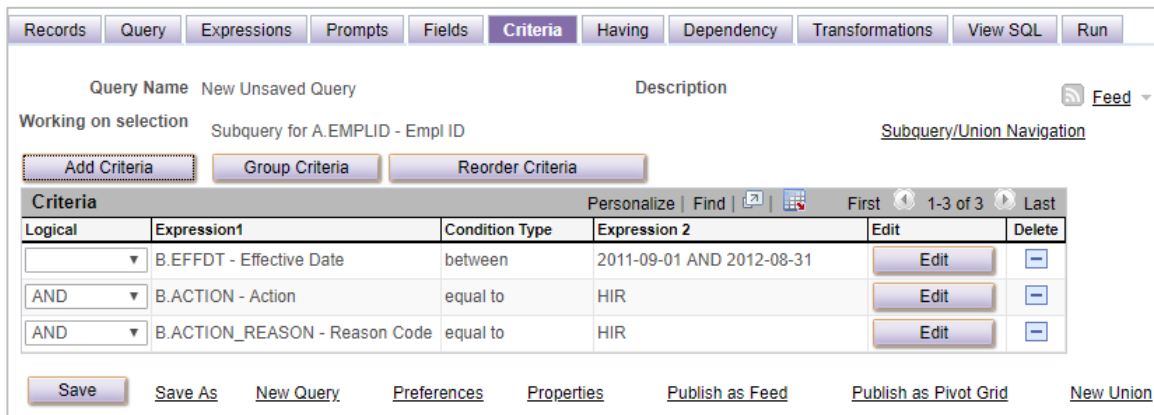 Records Query Expressions Prompts Fields Criteria Having Dependency Transformations View SQL Run
Query Name New Unsaved Query Description
Feed
Working on selection Subquery for A.EMPLID - Empl ID Subquery/Union Navigation
Add Criteria Group Criteria Reorder Criteria
Criteria Personalize | Find | | First 1-3 of 3 Last
Logical Expression1 Condition Type Expression 2 Edit Delete
B.EFFDT - Effective Date between 2011-09-01 AND 2012-08-31 Edit
AND B.ACTION - Action equal to HIR Edit
AND B.ACTION_REASON - Reason Code equal to HIR Edit
Save Save As New Query Preferences Properties Publish as Feed Publish as Pivot Grid New Union